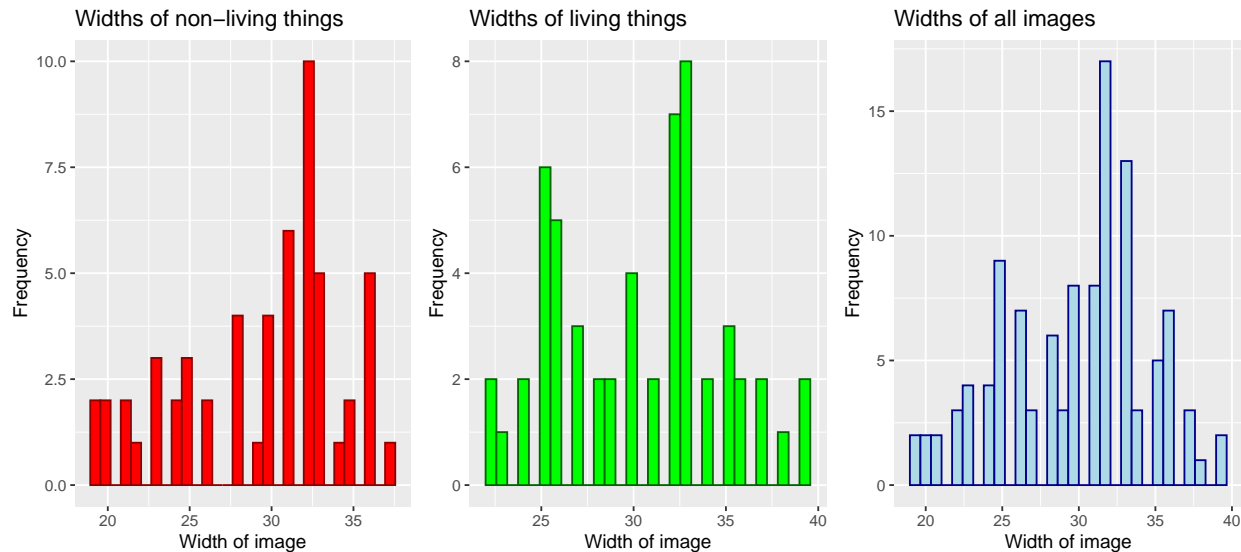 Widths of non−living things
10.0
7.5
5.0
2.5
0.0
Frequency
20 25 30 35
Width of image
Widths of living things
8
6
4
2
0
Frequency
25 30 35 40
Width of image
Widths of all images
15
10
5
0
Frequency
20 25 30 35 40
Width of image